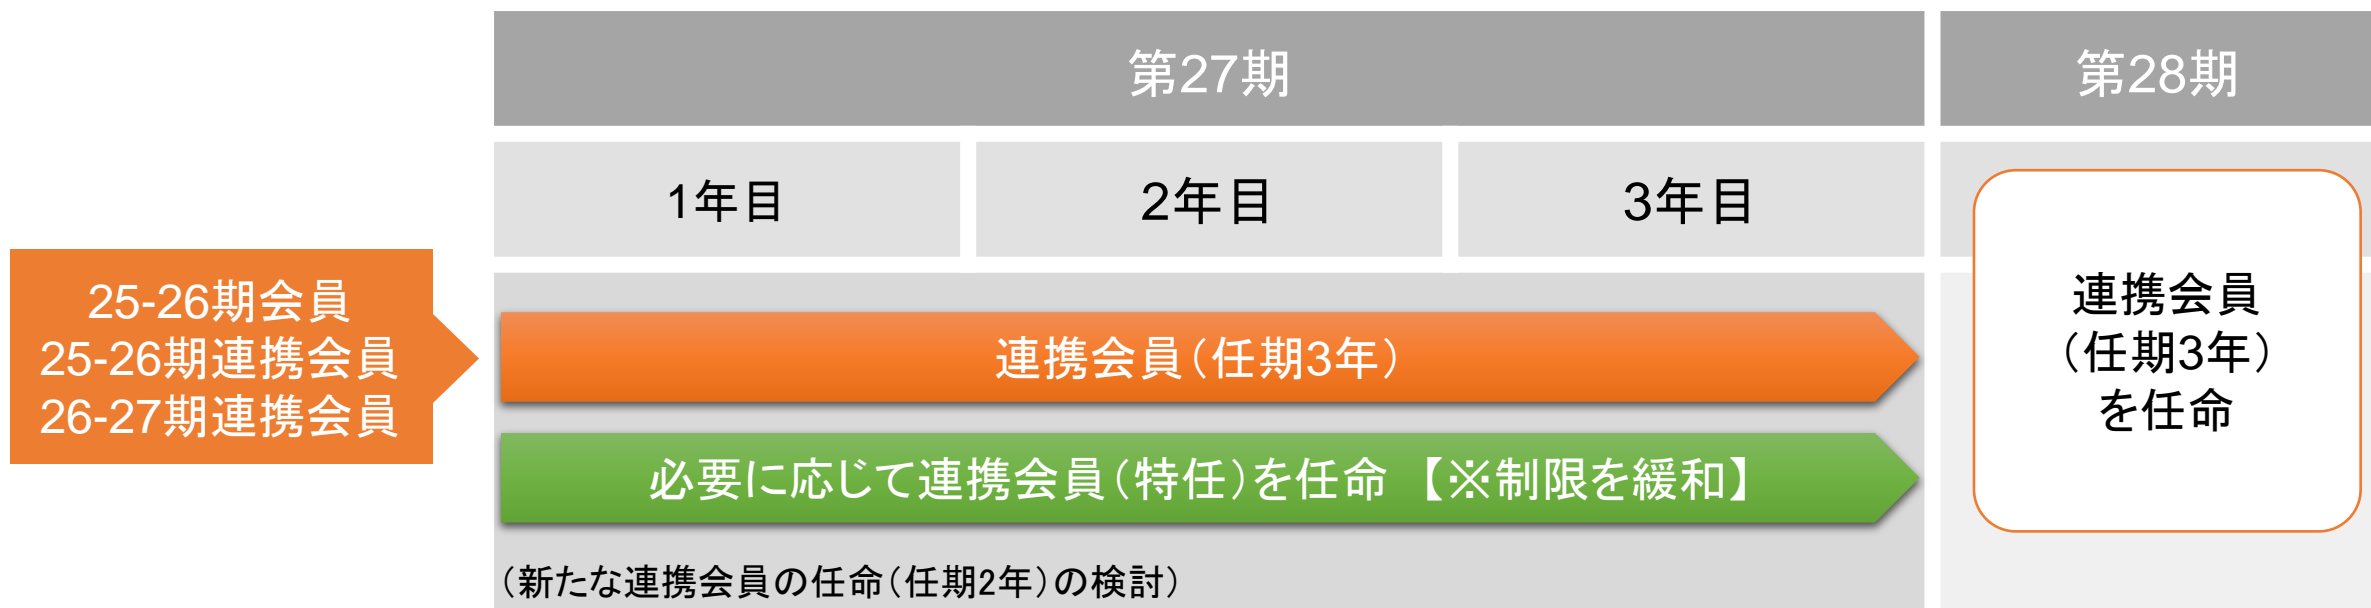 第27期
第28期
1年目
2年目
3年目
25-26期会員
25-26期連携会員
26-27期連携会員
連携会員（任期3年）
必要に応じて連携会員（特任）を任命 【※制限を緩和】
（新たな連携会員の任命（任期2年）の検討）
連携会員
（任期3年）
を任命